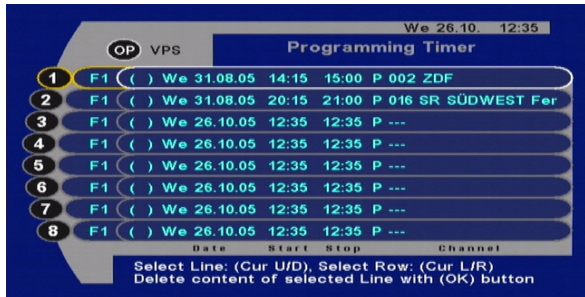 We 26.10. 12:35
OP VPS Programming Timer
1 F1 ( ) We 31.08.05 14:15 15:00 P 002 ZDF
2 F1 ( ) We 31.08.05 20:15 21:00 P 016 SR SÜDWEST Fer
3 F1 ( ) We 26.10.05 12:35 12:35 P ---
4 F1 ( ) We 26.10.05 12:35 12:35 P ---
5 F1 ( ) We 26.10.05 12:35 12:35 P ---
6 F1 ( ) We 26.10.05 12:35 12:35 P ---
7 F1 ( ) We 26.10.05 12:35 12:35 P ---
8 F1 ( ) We 26.10.05 12:35 12:35 P ---
Date Start Stop Channel
Select Line: (Cur U/D), Select Row: (Cur L/R)
Delete content of selected Line with (OK) button